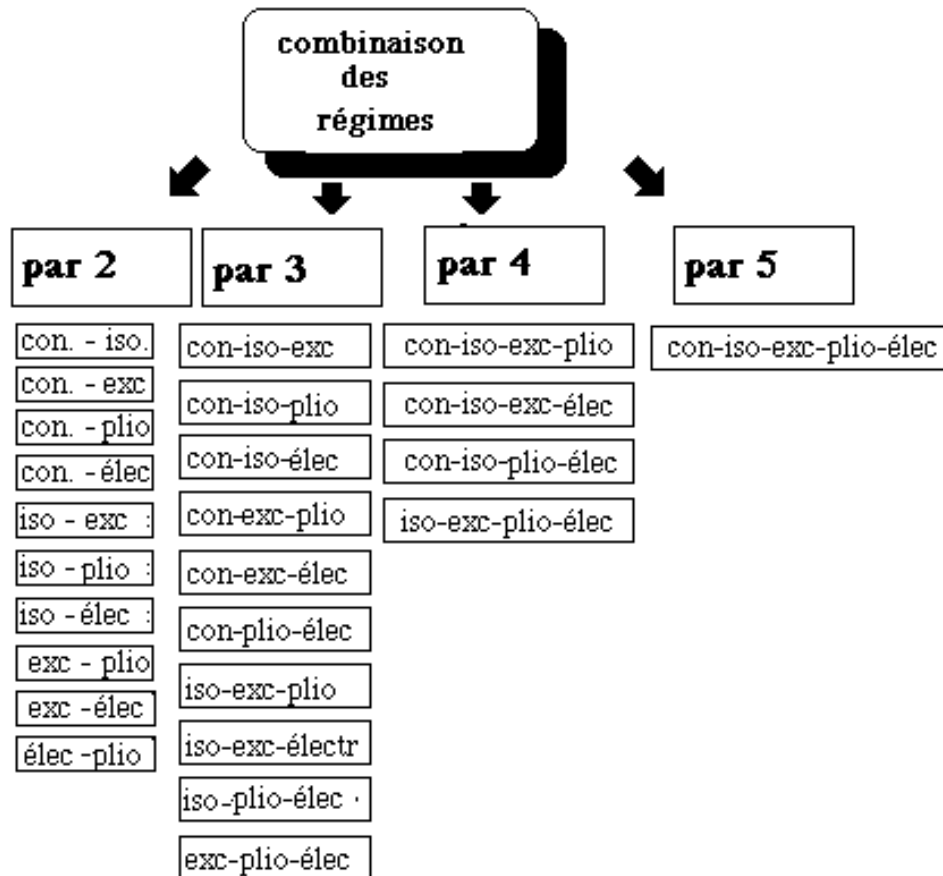 combinaison
des
régimes
par 2
con. - iso.
con. - exc
con. - plio
con. - élec
iso - exc :
iso - plio :
iso - élec :
exc - plio
exc - élec
élec - plio
par 3
con-iso-exc
con-iso-plio
con-iso-élec
con-exc-plio
con-exc-élec
con-plio-élec
iso-exc-plio
iso-exc-électr
iso-plio-élec .
exc-plio-élec
par 4
con-iso-exc-plio
con-iso-exc-élec
con-iso-plio-élec
iso-exc-plio-élec
par 5
con-iso-exc-plio-élec